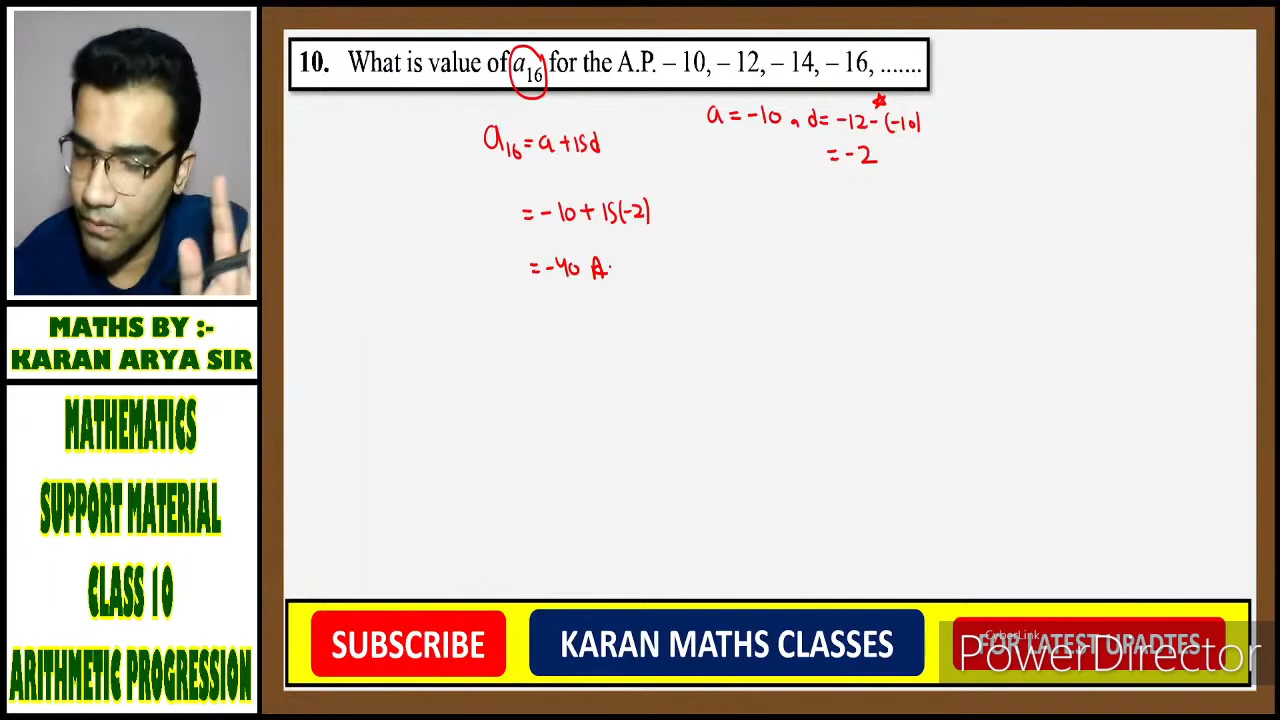 10. What is value of a₁₆ for the A.P. – 10, – 12, – 14, – 16, .......
a = -10 , d = -12 - (-10)
= -2
a₁₆ = a + 15d
= -10 + 15(-2)
= -40 A.
MATHS BY :-
KARAN ARYA SIR
MATHEMATICS
SUPPORT MATERIAL
CLASS 10
ARITHMETIC PROGRESSION
SUBSCRIBE
KARAN MATHS CLASSES
FOR LATEST UPADTES
CyberLink
PowerDirector